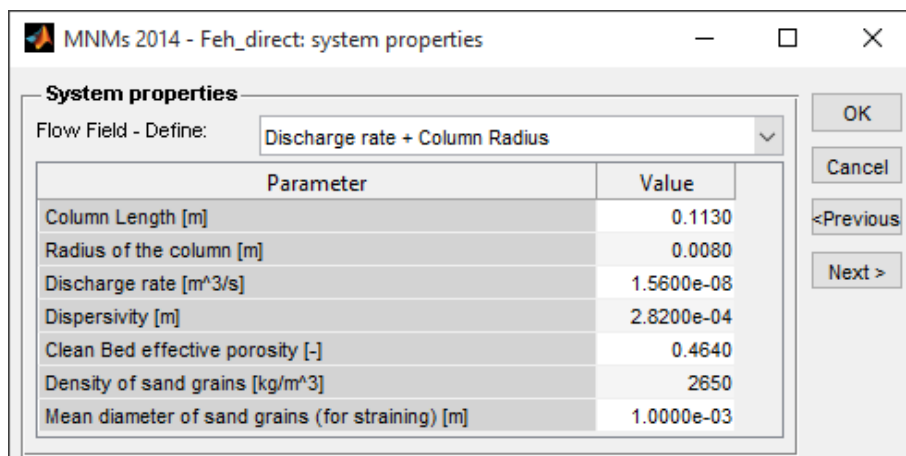 MNMs 2014 - Feh_direct: system properties
System properties
Flow Field - Define: Discharge rate + Column Radius
OK
Cancel
<Previous
Next >
Parameter Value
Column Length [m] 0.1130
Radius of the column [m] 0.0080
Discharge rate [m^3/s] 1.5600e-08
Dispersivity [m] 2.8200e-04
Clean Bed effective porosity [-] 0.4640
Density of sand grains [kg/m^3] 2650
Mean diameter of sand grains (for straining) [m] 1.0000e-03